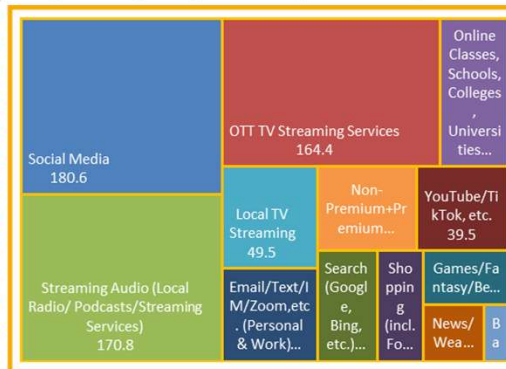 Social Media
180.6
Streaming Audio (Local
Radio/ Podcasts/Streaming
Services)
170.8
OTT TV Streaming Services
164.4
Online
Classes,
Schools,
Colleges
,
Universi
ties...
Local TV
Streaming
49.5
Non-
Premium+Pr
emium...
YouTube/Ti
kTok, etc.
39.5
Email/Text/I
M/Zoom,etc
. (Personal
& Work)...
Search
(Googl
e,
Bing,
etc.)...
Sho
ppin
g
(incl.
Fo...
Games/Fa
ntasy/Be...
News/
Wea...
B
a